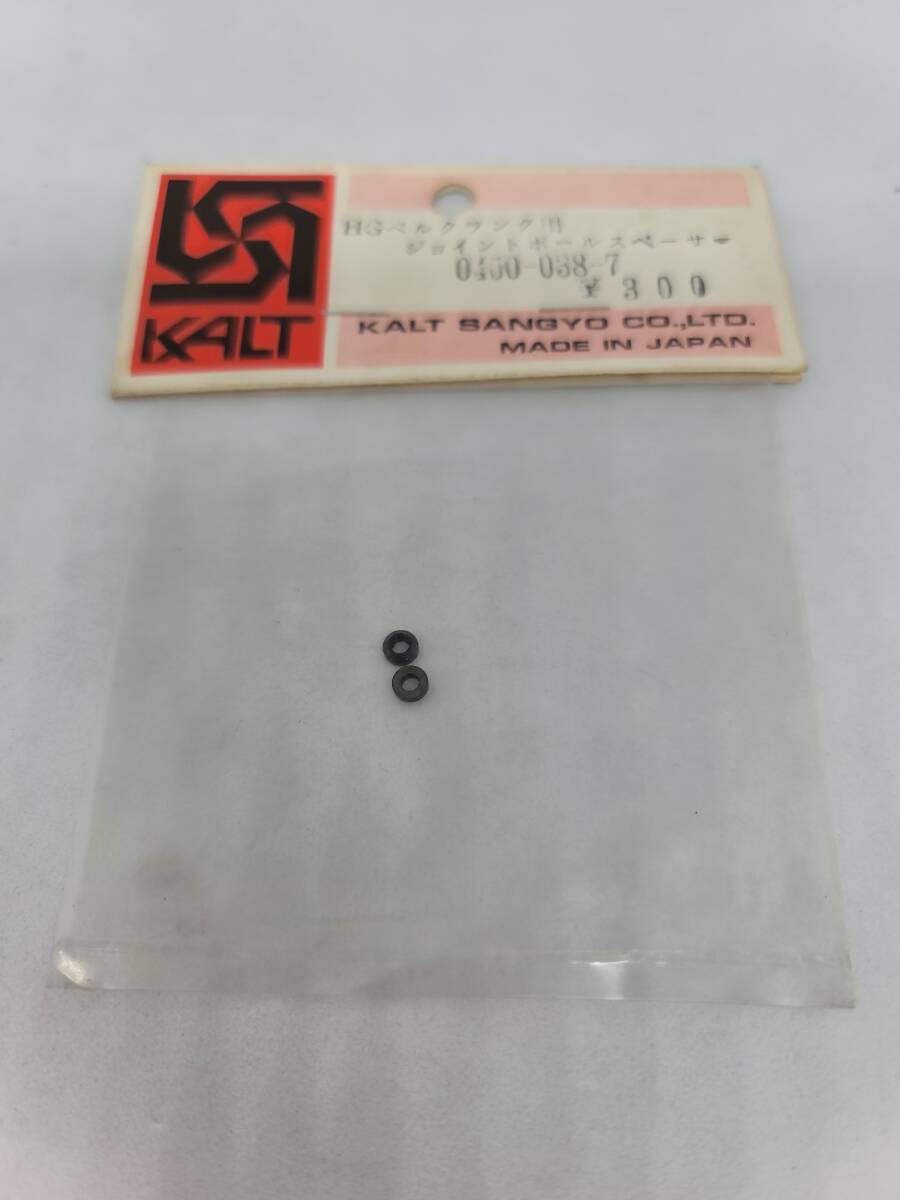 KALT
HGベルクランク用
ジョイントボールスペーサー
0460-038-7
¥300
KALT SANGYO CO.,LTD.
MADE IN JAPAN